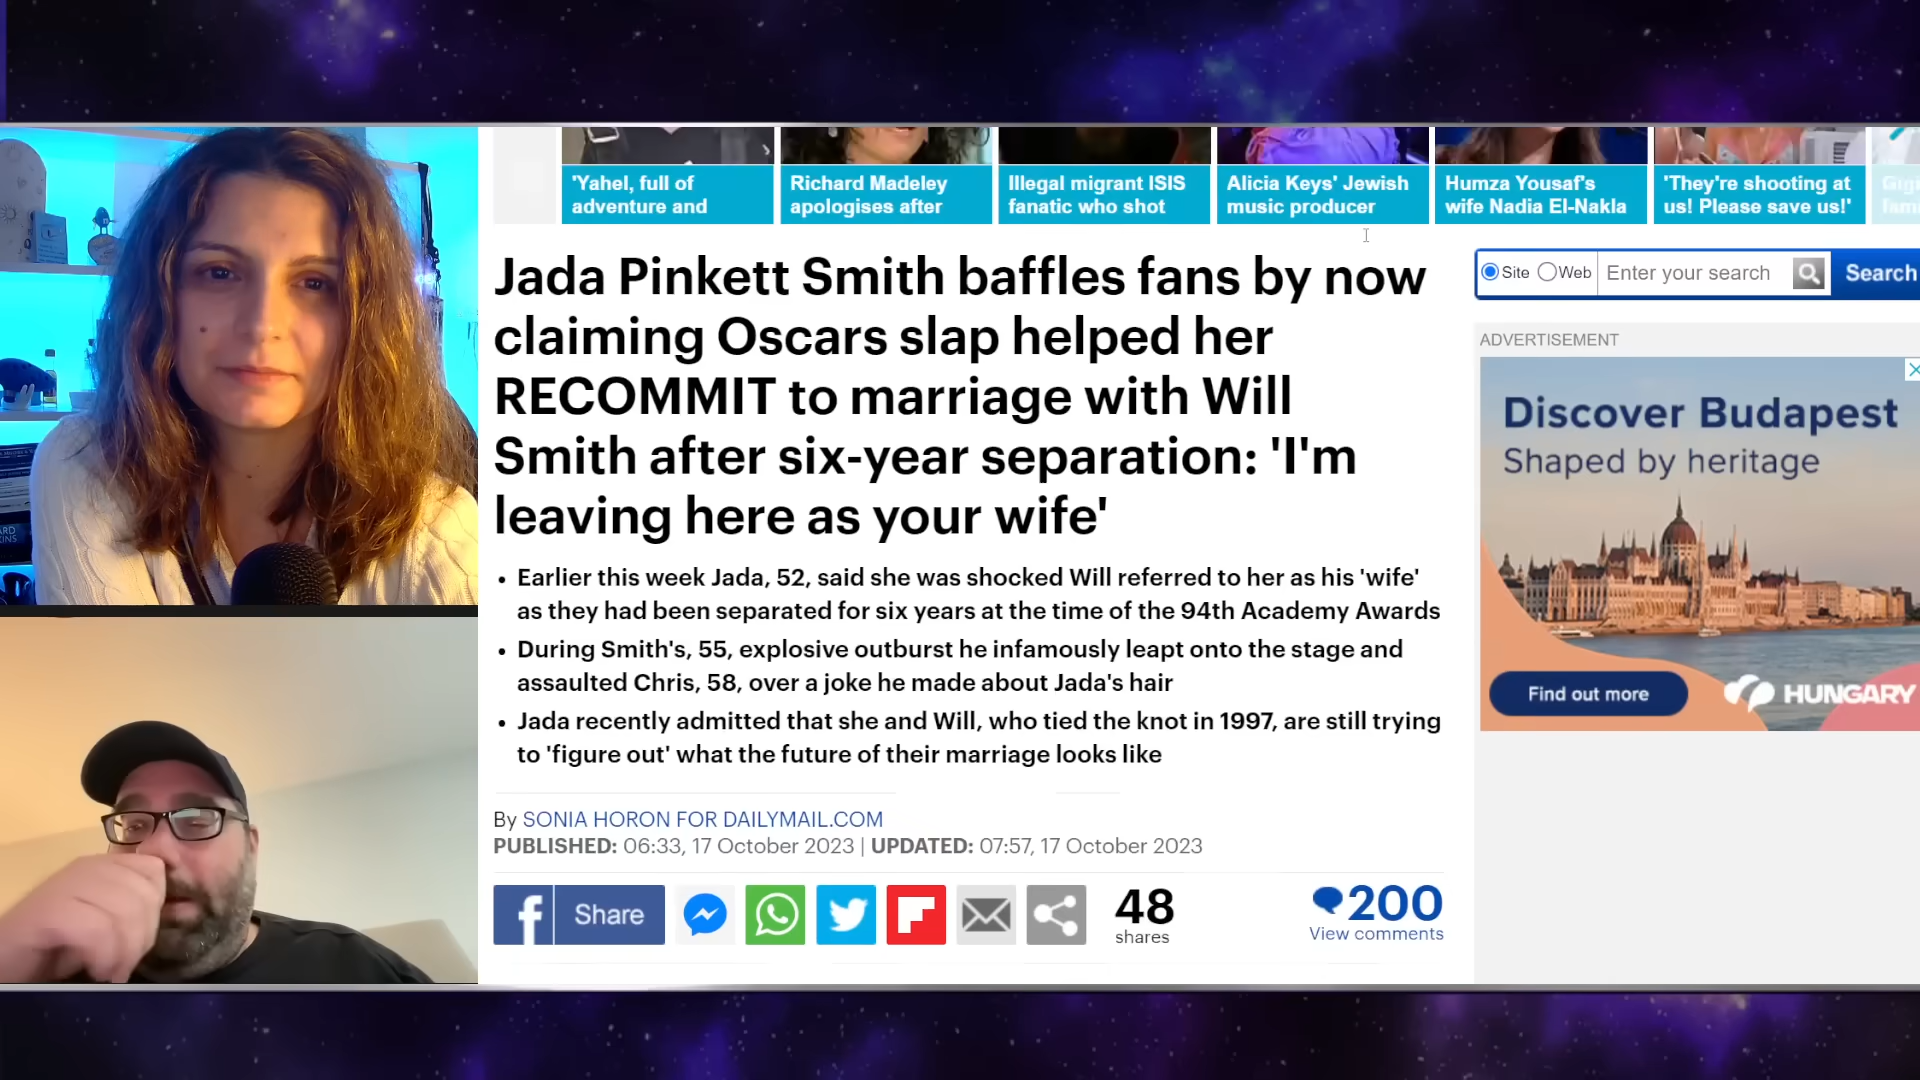 'Yahel, full of
adventure and
Richard Madeley
apologises after
Illegal migrant ISIS
fanatic who shot
Alicia Keys' Jewish
music producer
Humza Yousaf's
wife Nadia El-Nakla
'They're shooting at
us! Please save us!'
Jada Pinkett Smith baffles fans by now
claiming Oscars slap helped her
RECOMMIT to marriage with Will
Smith after six-year separation: 'I'm
leaving here as your wife'
Site Web Enter your search Search
ADVERTISEMENT
Discover Budapest
Shaped by heritage
Find out more
HUNGARY
• Earlier this week Jada, 52, said she was shocked Will referred to her as his 'wife'
as they had been separated for six years at the time of the 94th Academy Awards
• During Smith's, 55, explosive outburst he infamously leapt onto the stage and
assaulted Chris, 58, over a joke he made about Jada's hair
• Jada recently admitted that she and Will, who tied the knot in 1997, are still trying
to 'figure out' what the future of their marriage looks like
By SONIA HORON FOR DAILYMAIL.COM
PUBLISHED: 06:33, 17 October 2023 | UPDATED: 07:57, 17 October 2023
f Share
48
shares
200
View comments